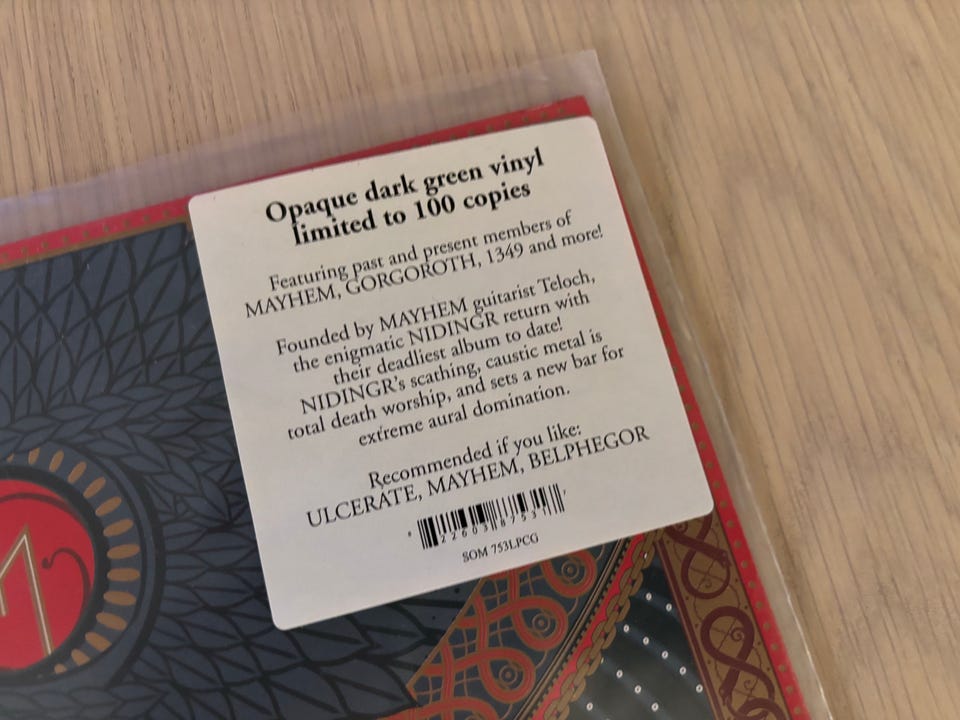 Opaque dark green vinyl
limited to 100 copies
Featuring past and present members of
MAYHEM, GORGOROTH, 1349 and more!
Founded by MAYHEM guitarist Teloch,
the enigmatic NIDINGR return with
their deadliest album to date!
NIDINGR's scathing, caustic metal is
total death worship, and sets a new bar for
extreme aural domination.
Recommended if you like:
ULCERATE, MAYHEM, BELPHEGOR
SOM 753LPCG